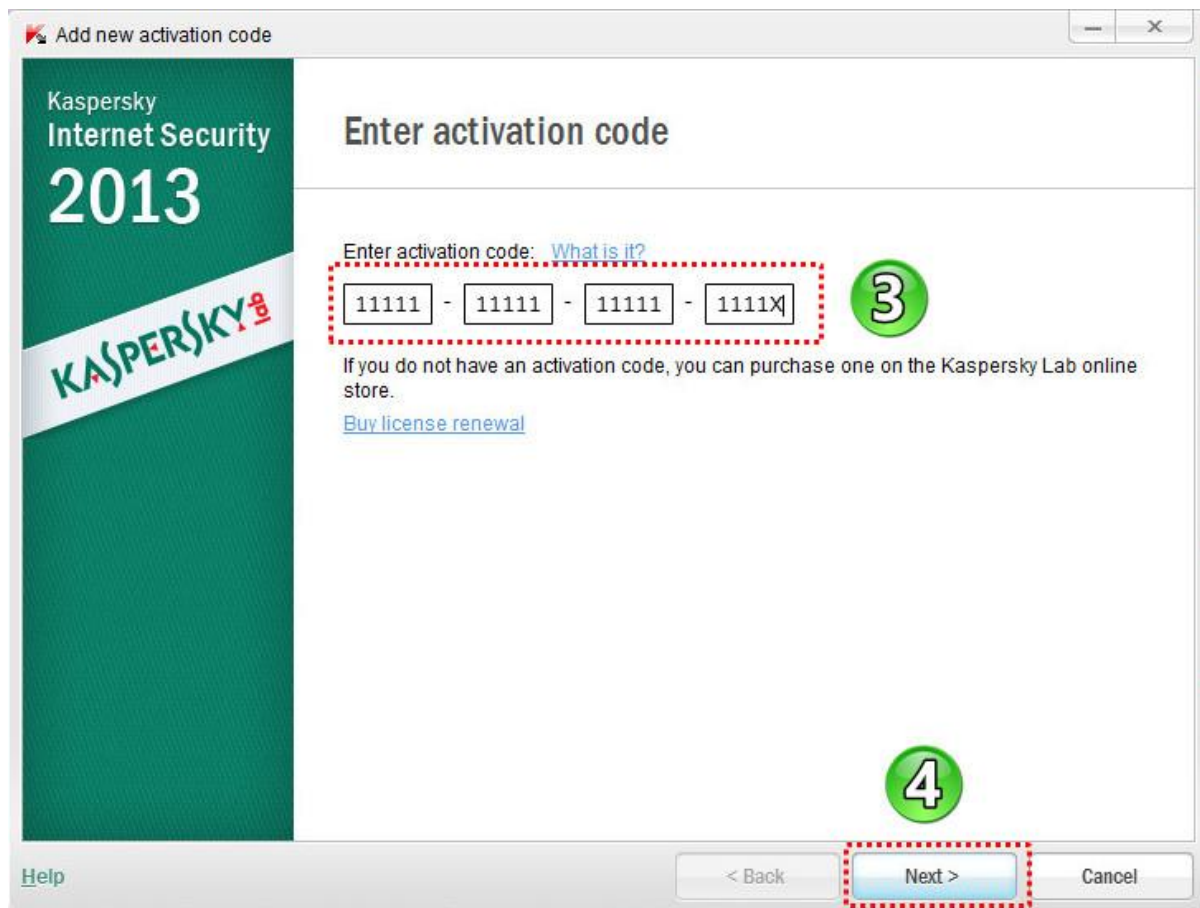 Add new activation code
Kaspersky
Internet Security
2013
KASPERSKY lab
Enter activation code
Enter activation code: What is it?
11111 - 11111 - 11111 - 1111X
3
If you do not have an activation code, you can purchase one on the Kaspersky Lab online
store.
Buy license renewal
4
Help
< Back
Next >
Cancel